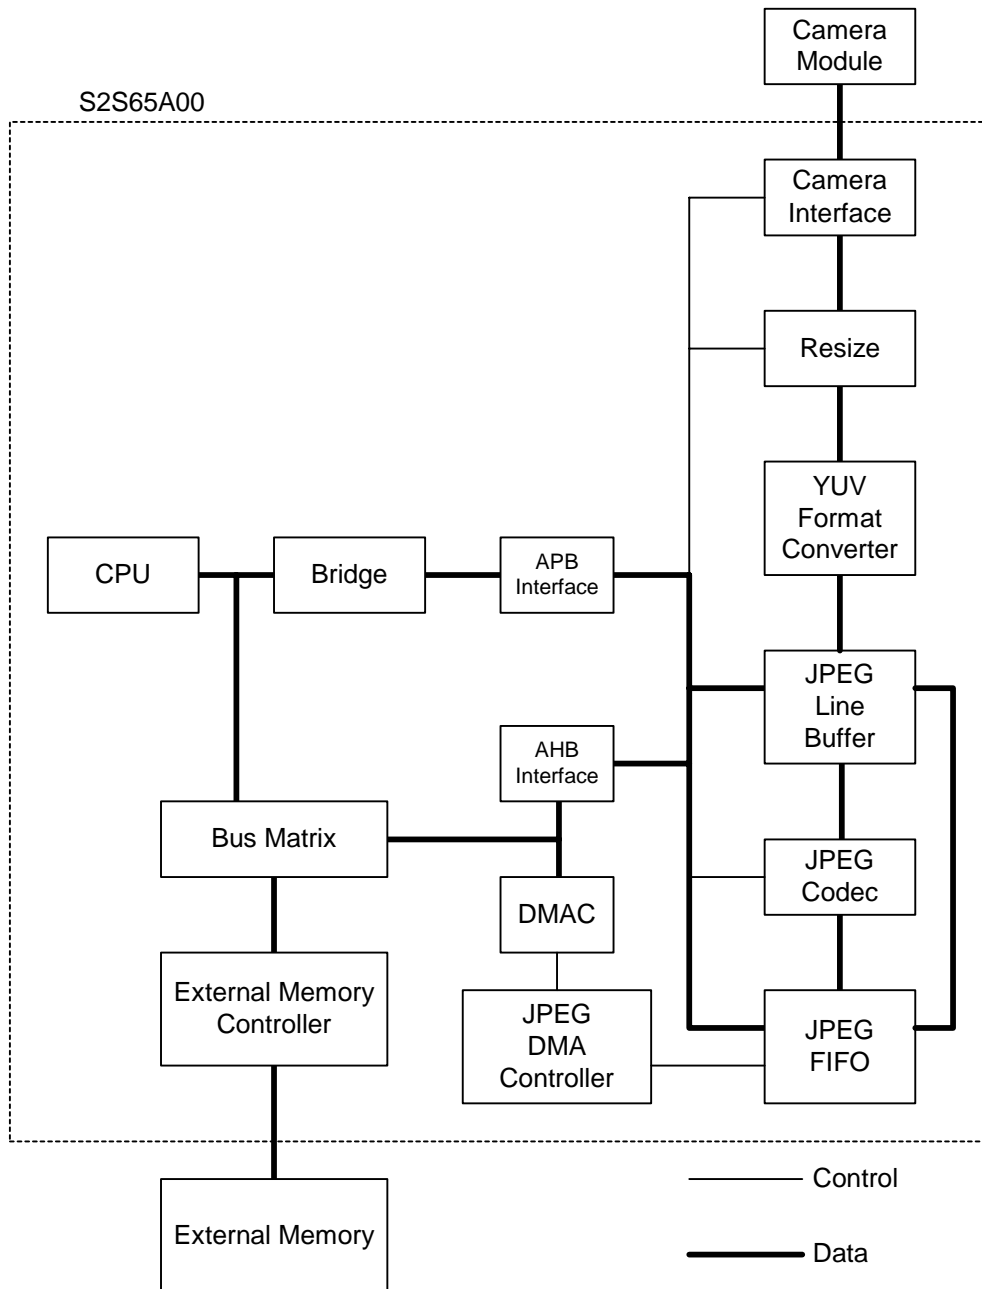 Camera
Module
S2S65A00
Camera
Interface
Resize
YUV
Format
Converter
CPU
Bridge
APB
Interface
JPEG
Line
Buffer
AHB
Interface
Bus Matrix
JPEG
Codec
DMAC
External Memory
Controller
JPEG
DMA
Controller
JPEG
FIFO
Control
External Memory
Data